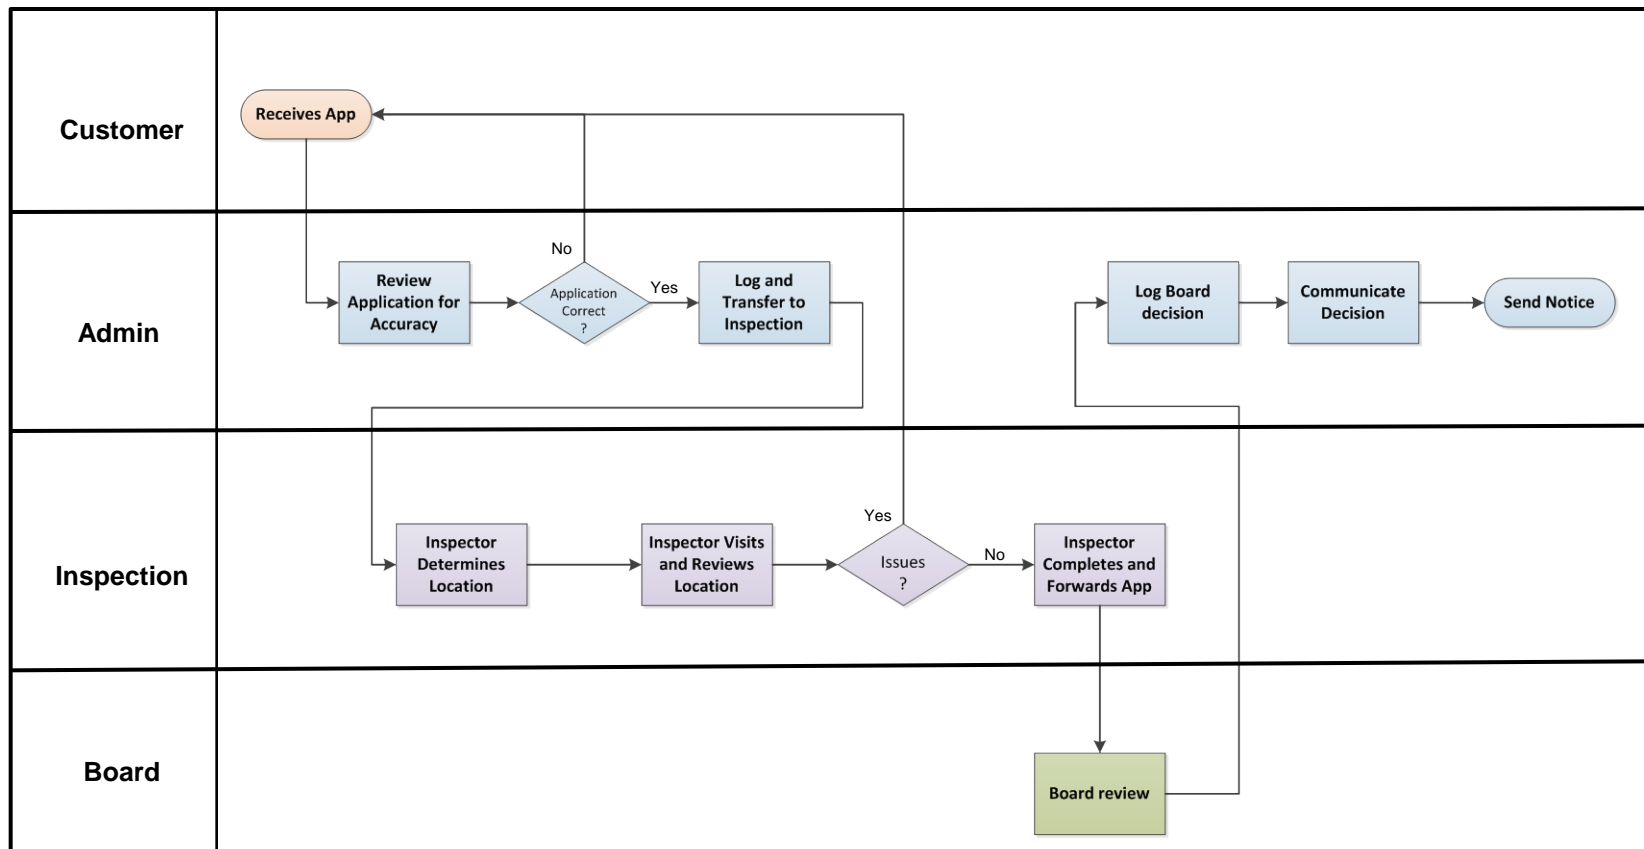 Customer
Receives App
Admin
No
Review
Application for
Accuracy
Application
Correct
?
Yes
Log and
Transfer to
Inspection
Log Board
decision
Communicate
Decision
Send Notice
Inspection
Inspector
Determines
Location
Inspector Visits
and Reviews
Location
Yes
Issues
?
No
Inspector
Completes and
Forwards App
Board
Board review